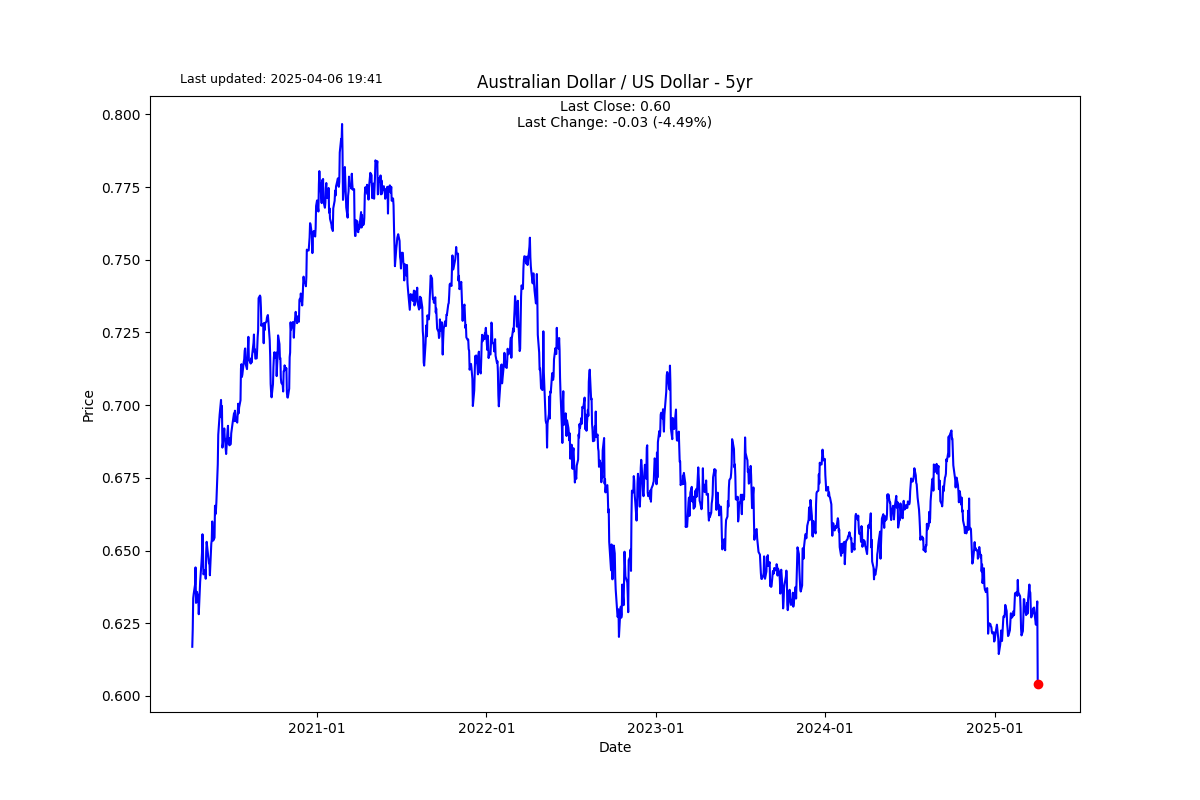 Last updated: 2025-04-06 19:41
Australian Dollar / US Dollar - 5yr
Last Close: 0.60
Last Change: -0.03 (-4.49%)
0.800
0.775
0.750
0.725
0.700
0.675
0.650
0.625
0.600
Price
2021-01
2022-01
2023-01
2024-01
2025-01
Date